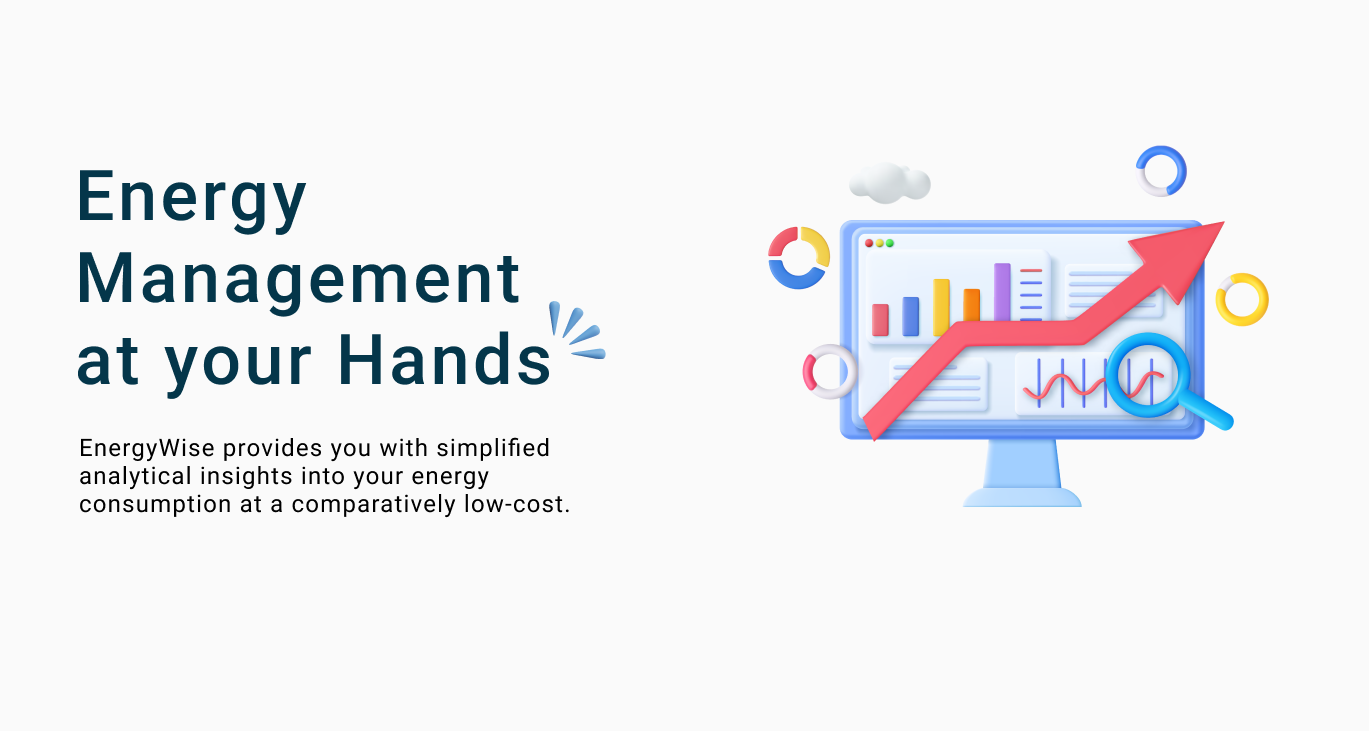 Energy
Management
at your Hands
EnergyWise provides you with simplified
analytical insights into your energy
consumption at a comparatively low-cost.